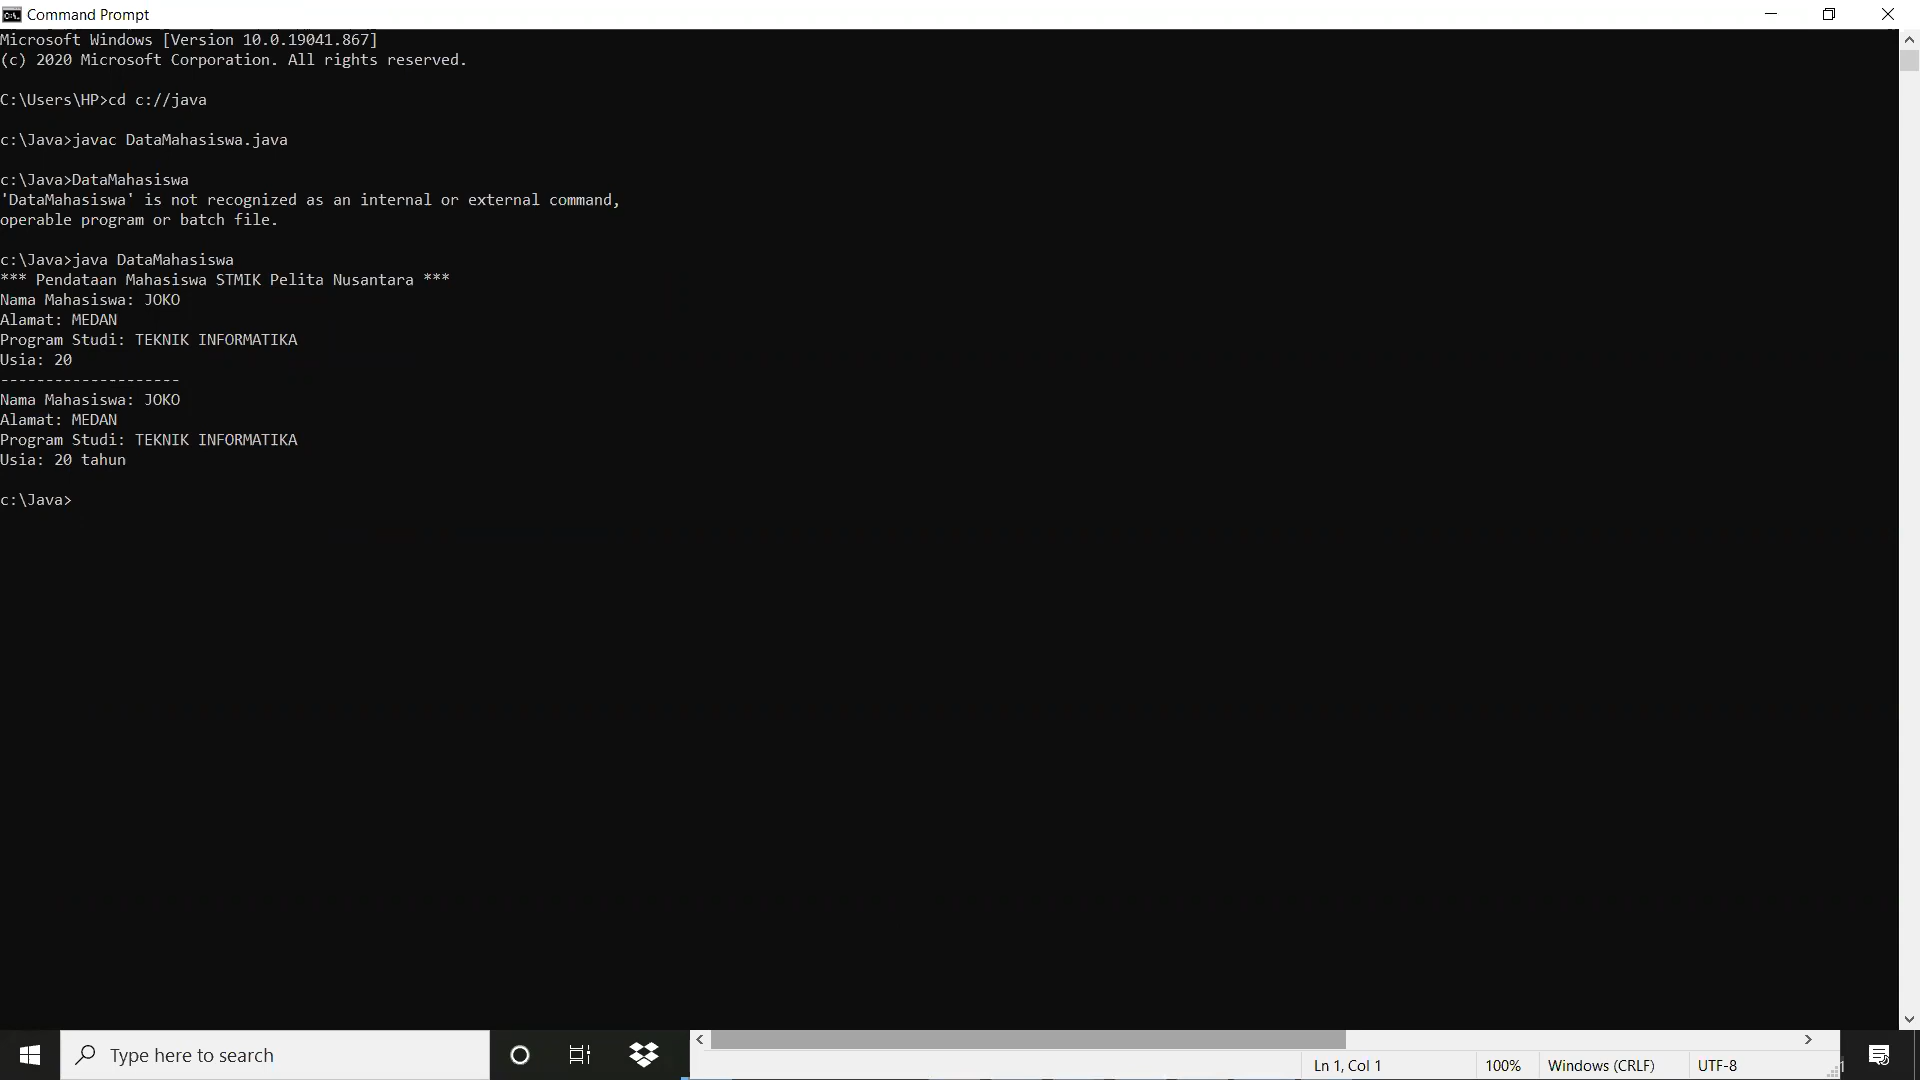 Command Prompt
Microsoft Windows [Version 10.0.19041.867]
(c) 2020 Microsoft Corporation. All rights reserved.
C:\Users\HP>cd c://java
c:\Java>javac DataMahasiswa.java
c:\Java>DataMahasiswa
'DataMahasiswa' is not recognized as an internal or external command,
operable program or batch file.
c:\Java>java DataMahasiswa
*** Pendataan Mahasiswa STMIK Pelita Nusantara ***
Nama Mahasiswa: JOKO
Alamat: MEDAN
Program Studi: TEKNIK INFORMATIKA
Usia: 20
--------------------
Nama Mahasiswa: JOKO
Alamat: MEDAN
Program Studi: TEKNIK INFORMATIKA
Usia: 20 tahun
c:\Java>
Type here to search
Ln 1, Col 1
100%
Windows (CRLF)
UTF-8